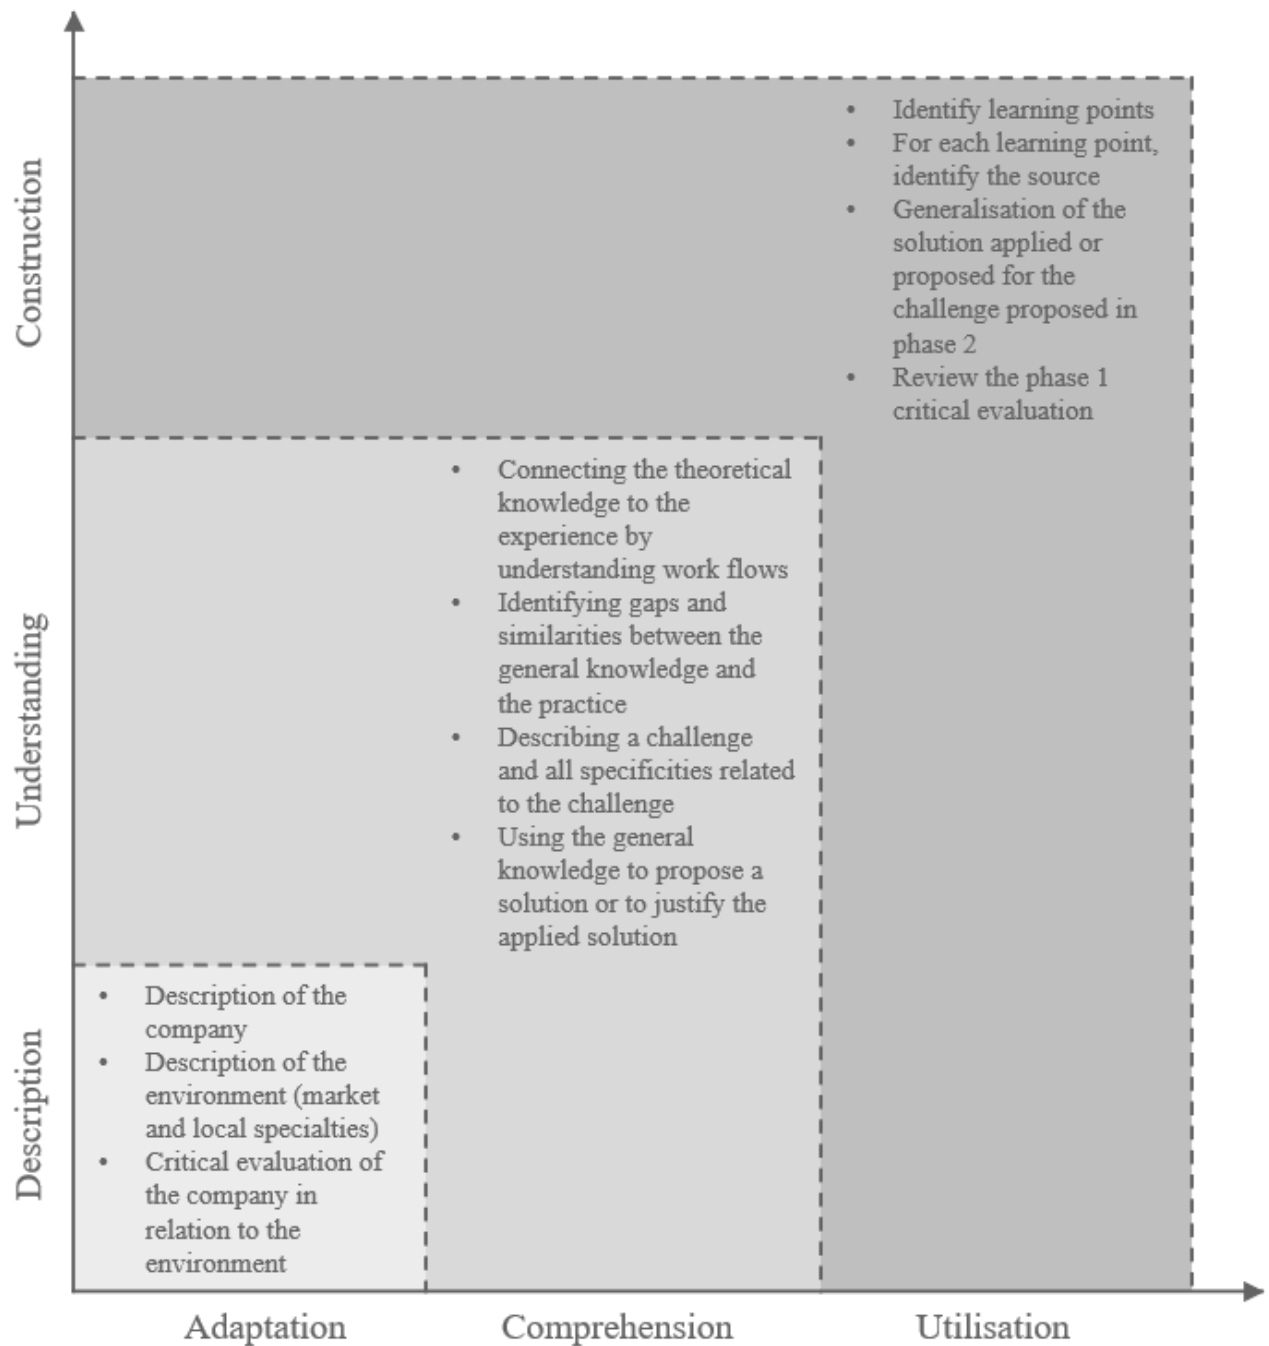 Construction
• Identify learning points
• For each learning point,
identify the source
• Generalisation of the
solution applied or
proposed for the
challenge proposed in
phase 2
• Review the phase 1
critical evaluation
Understanding
• Connecting the theoretical
knowledge to the
experience by
understanding work flows
• Identifying gaps and
similarities between the
general knowledge and
the practice
• Describing a challenge
and all specificities related
to the challenge
• Using the general
knowledge to propose a
solution or to justify the
applied solution
Description
• Description of the
company
• Description of the
environment (market
and local specialties)
• Critical evaluation of
the company in
relation to the
environment
Adaptation
Comprehension
Utilisation